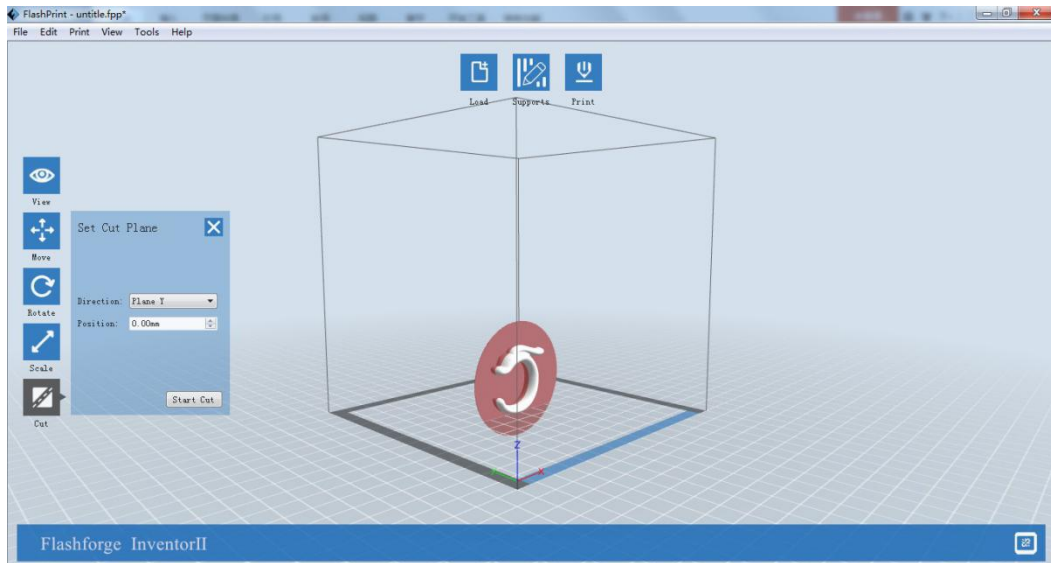 FlashPrint - untitle.fpp*
File Edit Print View Tools Help
Load Supports Print
View
Set Cut Plane
Move
Direction: Plane Y
Rotate
Position: 0.00mm
Scale
Start Cut
Cut
Z
X
Flashforge InventorII